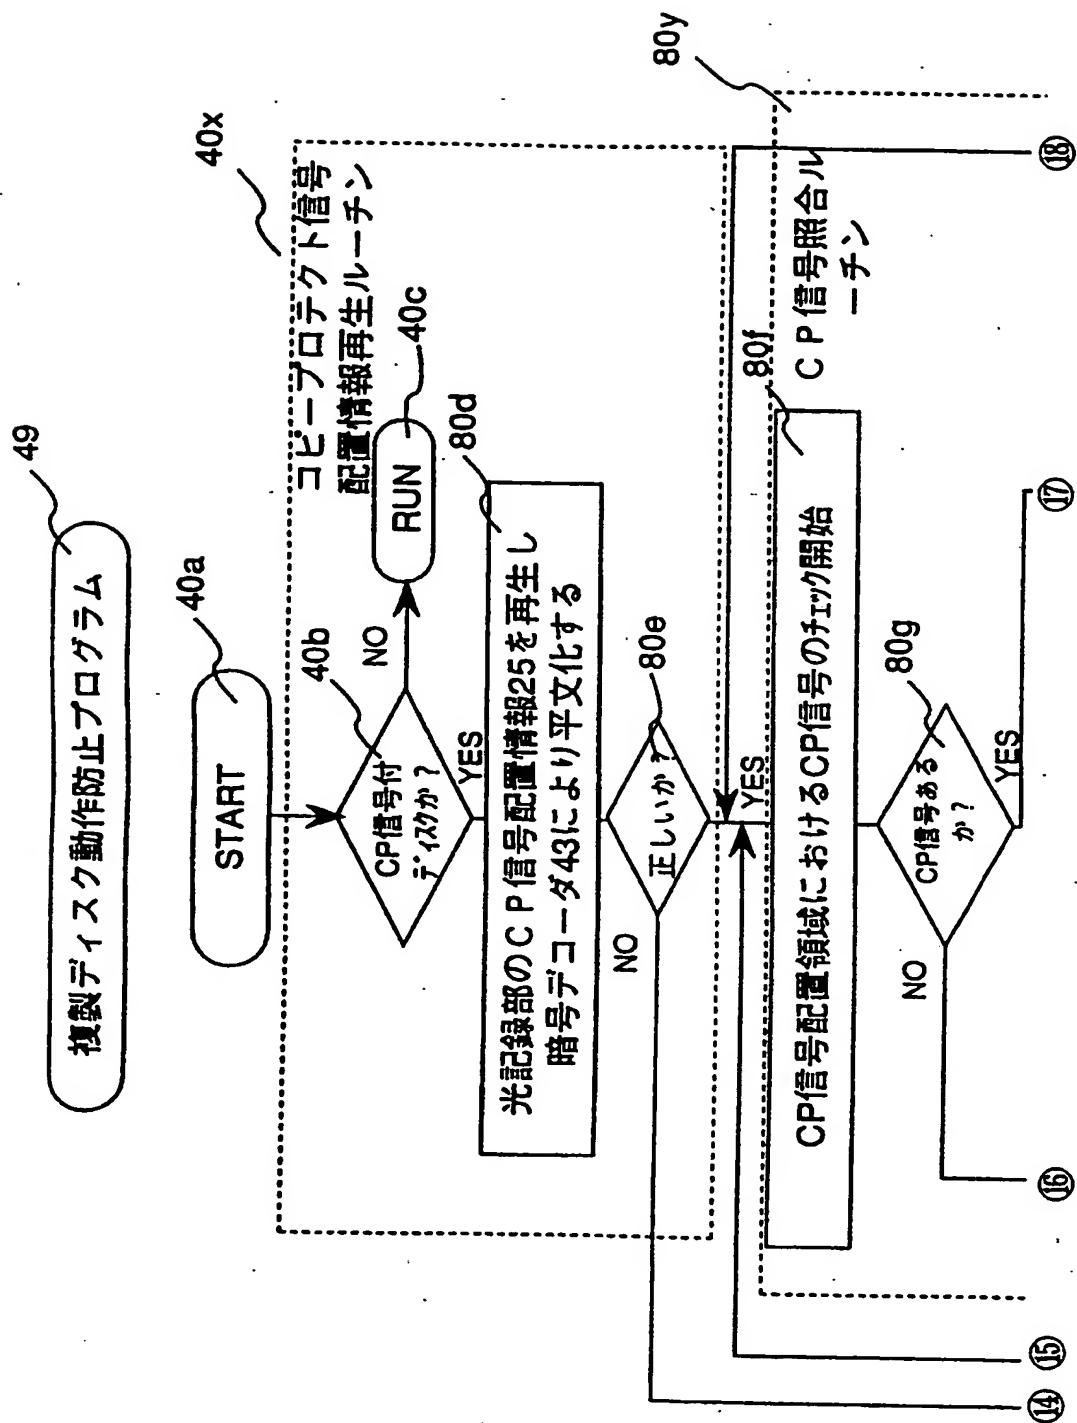 49
複製ディスク動作防止プログラム
40a
START
40x
コピープロテクト信号
配置情報再生ルーチン
40b
CP信号付
ディスクか?
NO
40c
RUN
YES
80d
光記録部のCP信号配置情報25を再生し
暗号デコーダ43により平文化する
80e
正しいか?
NO
YES
80y
CP信号照合ル
ーチン
80f
CP信号配置領域におけるCP信号のチェック開始
80g
CP信号ある
か?
NO
YES
⑭
⑮
⑯
⑰
⑱